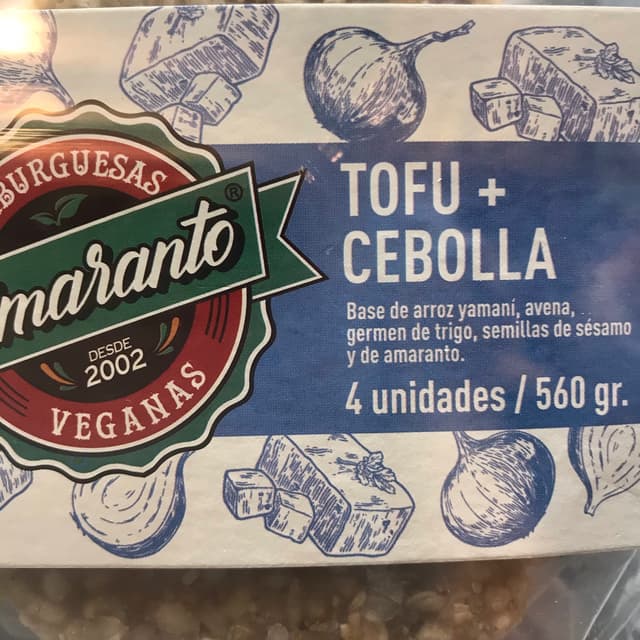 BURGUESAS
maranto®
DESDE
2002
VEGANAS
TOFU +
CEBOLLA
Base de arroz yamaní, avena,
germen de trigo, semillas de sésamo
y de amaranto.
4 unidades / 560 gr.